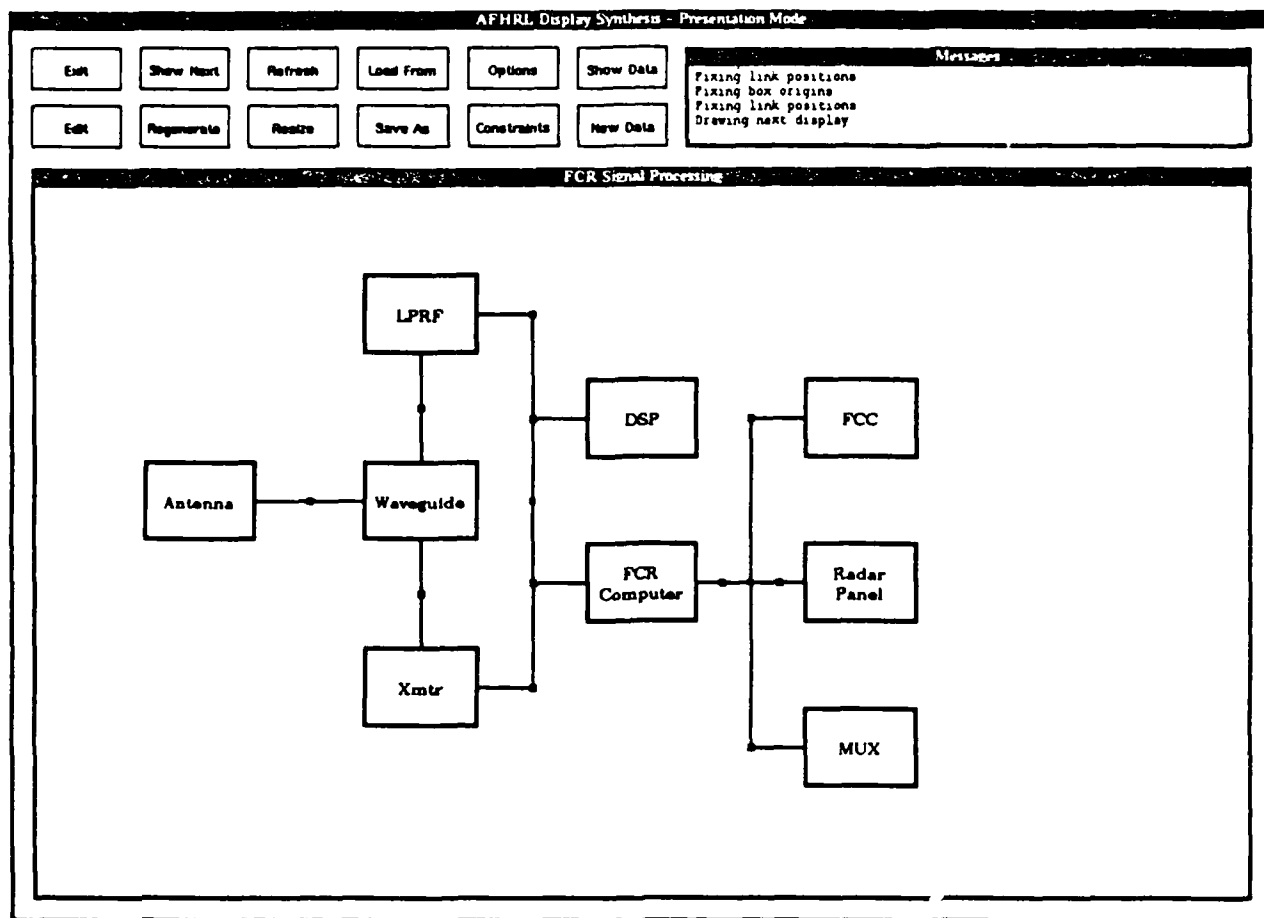 AFHRL Display Synthesis - Presentation Mode
Exit
Show Next
Refresh
Load From
Options
Show Data
Edit
Regenerate
Resize
Save As
Constraints
New Data
Messages
Fixing link positions
Fixing box origins
Fixing link positions
Drawing next display
FCR Signal Processing
LPRF
DSP
FCC
Antenna
Waveguide
FCR
Computer
Radar
Panel
Xmtr
MUX